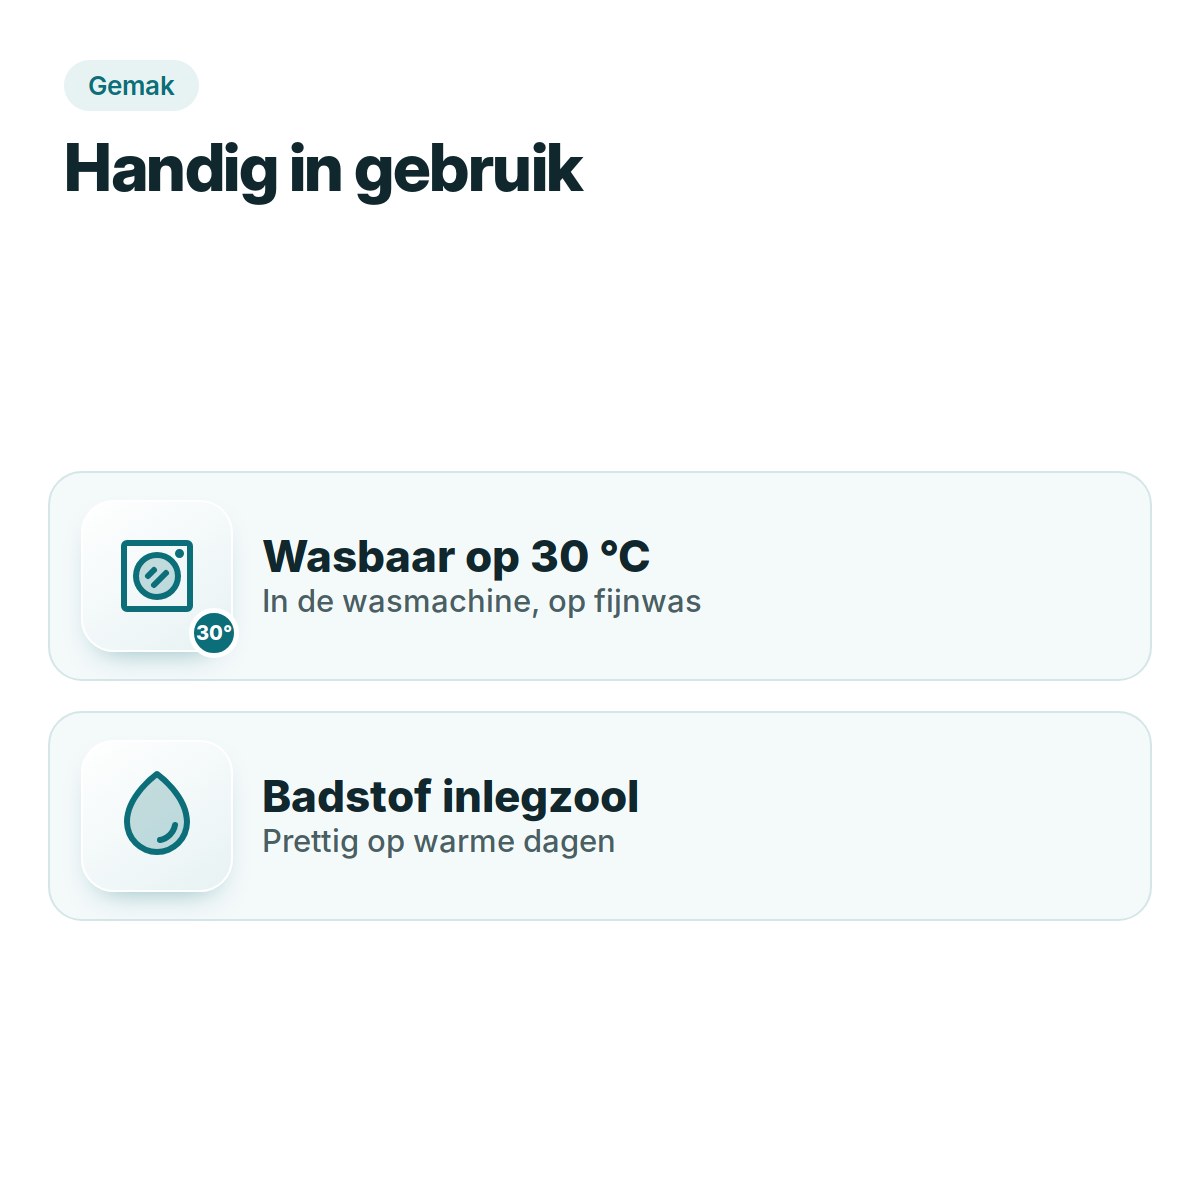 Gemak
Handig in gebruik
Wasbaar op 30 °C
In de wasmachine, op fijnwas
30°
Badstof inlegzool
Prettig op warme dagen